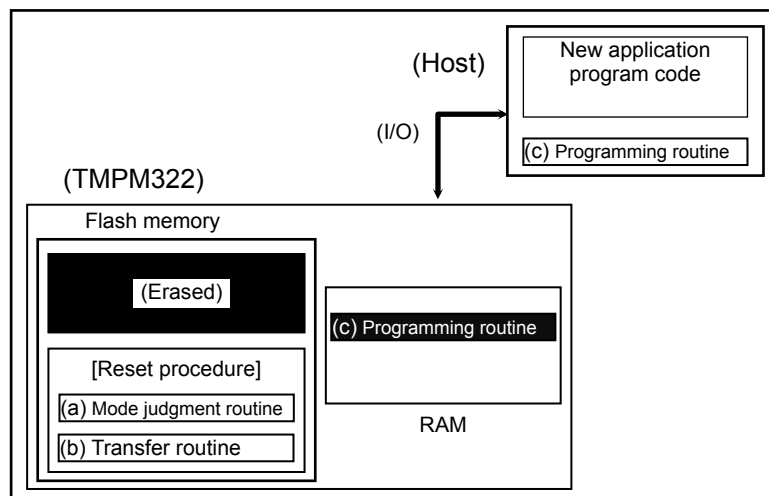 (Host)
New application
program code
(I/O)
(c) Programming routine
(TMPM322)
Flash memory
(Erased)
(c) Programming routine
[Reset procedure]
(a) Mode judgment routine
(b) Transfer routine
RAM